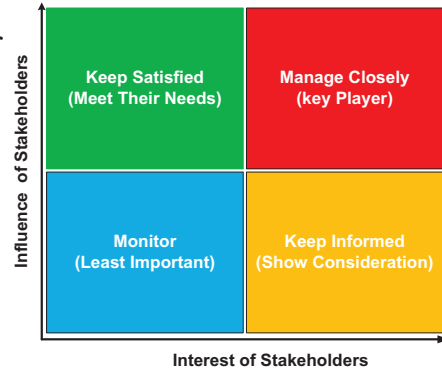 Influence of Stakeholders
Keep Satisfied
(Meet Their Needs)
Manage Closely
(key Player)
Monitor
(Least Important)
Keep Informed
(Show Consideration)
Interest of Stakeholders